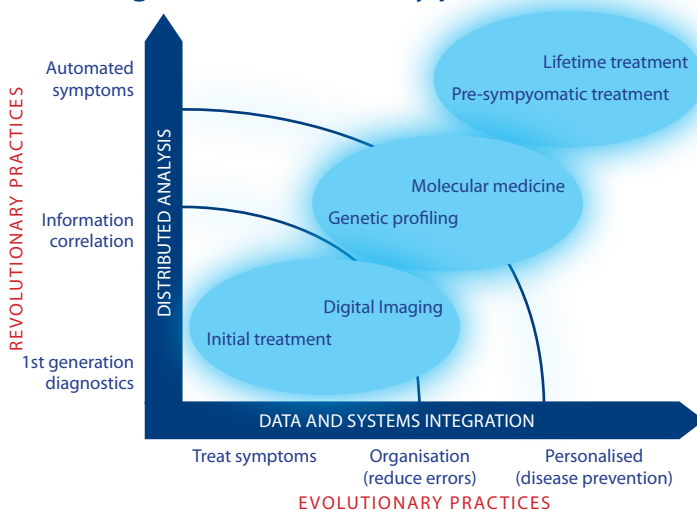 Automated
symptoms
Information
correlation
1st generation
diagnostics
REVOLUTIONARY PRACTICES
DISTRIBUTED ANALYSIS
Lifetime treatment
Pre-sympyomatic treatment
Molecular medicine
Genetic profiling
Digital Imaging
Initial treatment
DATA AND SYSTEMS INTEGRATION
Treat symptoms
Organisation
(reduce errors)
Personalised
(disease prevention)
EVOLUTIONARY PRACTICES